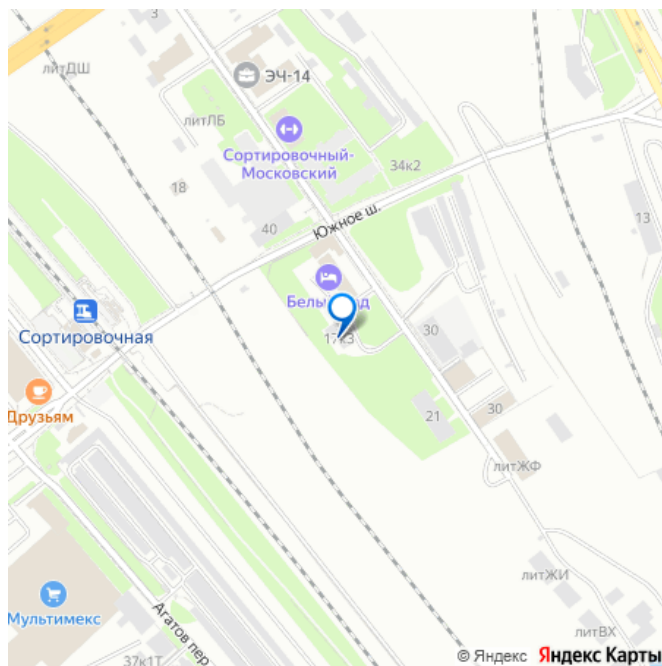 3
литДШ
ЭЧ-14
литЛБ
Сортировочный-
Московский
34к2
18
40
Южное ш.
13
Сортировочная
30
Друзьям
21
30
литЖФ
литЖИ
Мультимекс
Агатов пер
литВХ
37к1Т
© Яндекс Яндекс Карты